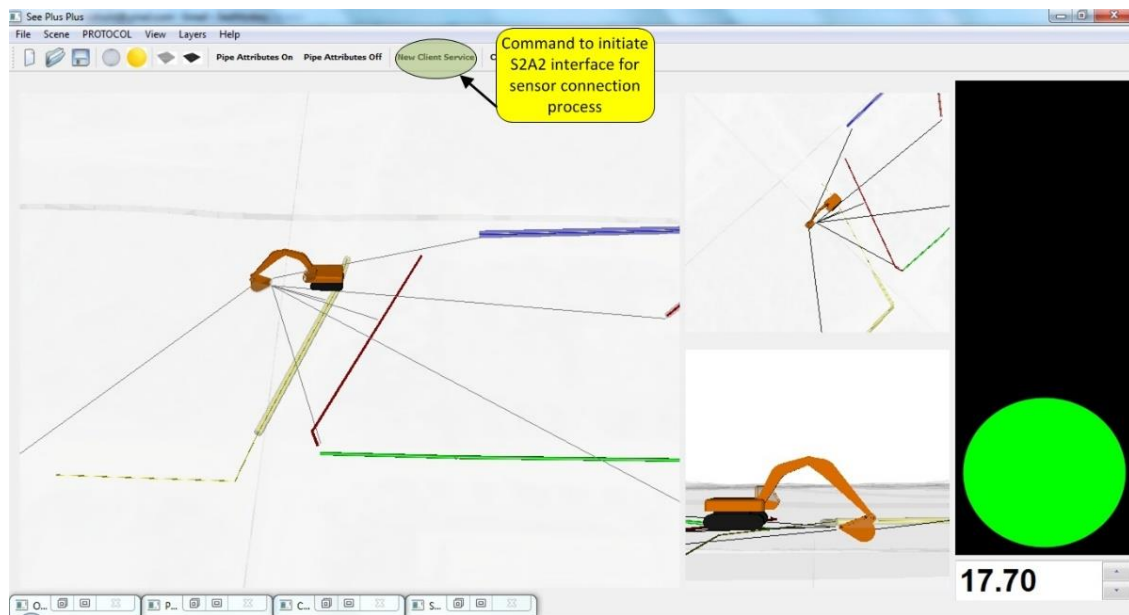 See Plus Plus
File Scene PROTOCOL View Layers Help
Pipe Attributes On Pipe Attributes Off New Client Service C
Command to initiate
S2A2 interface for
sensor connection
process
17.70
O... P... C... S...